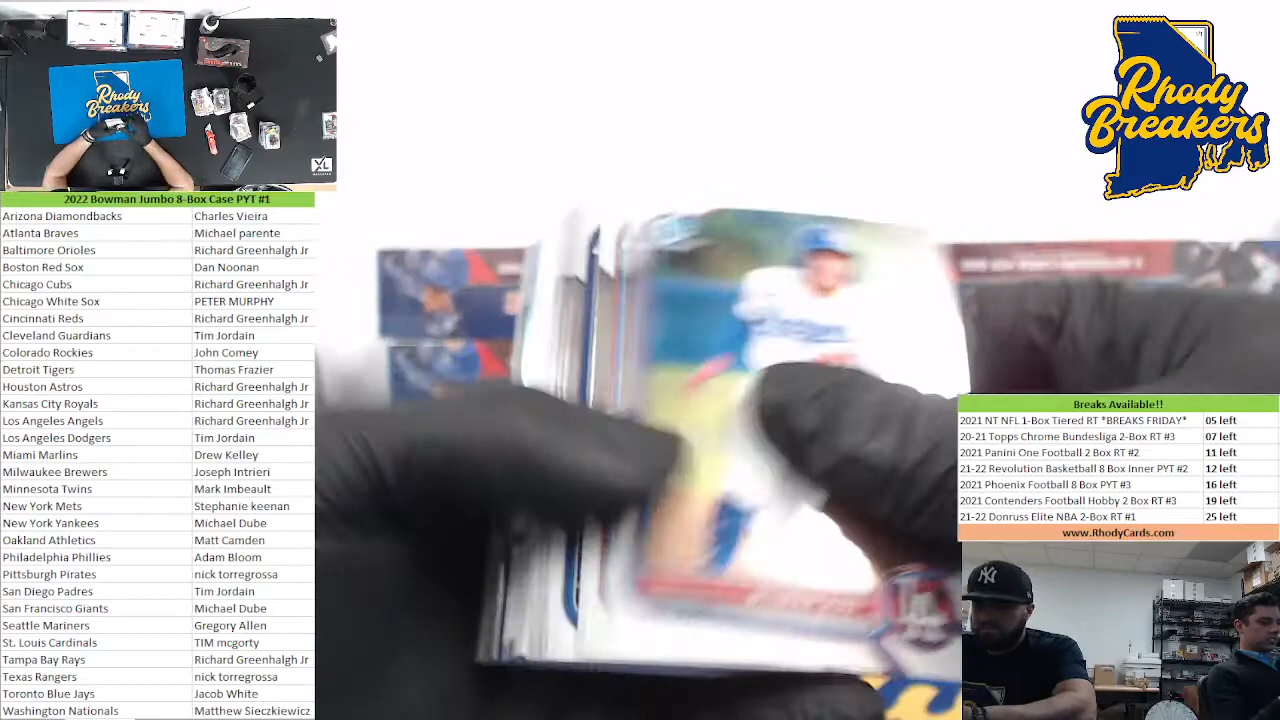 Rhody
Breakers
XL
2022 Bowman Jumbo 8-Box Case PYT #1
Arizona Diamondbacks Charles Vieira
Atlanta Braves Michael parente
Baltimore Orioles Richard Greenhalgh Jr
Boston Red Sox Dan Noonan
Chicago Cubs Richard Greenhalgh Jr
Chicago White Sox PETER MURPHY
Cincinnati Reds Richard Greenhalgh Jr
Cleveland Guardians Tim Jordain
Colorado Rockies John Comey
Detroit Tigers Thomas Frazier
Houston Astros Richard Greenhalgh Jr
Kansas City Royals Richard Greenhalgh Jr
Los Angeles Angels Richard Greenhalgh Jr
Los Angeles Dodgers Tim Jordain
Miami Marlins Drew Kelley
Milwaukee Brewers Joseph Intrieri
Minnesota Twins Mark Imbeault
New York Mets Stephanie keenan
New York Yankees Michael Dube
Oakland Athletics Matt Camden
Philadelphia Phillies Adam Bloom
Pittsburgh Pirates nick torregrossa
San Diego Padres Tim Jordain
San Francisco Giants Michael Dube
Seattle Mariners Gregory Allen
St. Louis Cardinals TIM mcgorty
Tampa Bay Rays Richard Greenhalgh Jr
Texas Rangers nick torregrossa
Toronto Blue Jays Jacob White
Washington Nationals Matthew Sieczkiewicz
Rhody
Breakers
Breaks Available!!
2021 NT NFL 1-Box Tiered RT *BREAKS FRIDAY* 05 left
20-21 Topps Chrome Bundesliga 2-Box RT #3 07 left
2021 Panini One Football 2 Box RT #2 11 left
21-22 Revolution Basketball 8 Box Inner PYT #2 12 left
2021 Phoenix Football 8 Box PYT #3 16 left
2021 Contenders Football Hobby 2 Box RT #3 19 left
21-22 Donruss Elite NBA 2-Box RT #1 25 left
www.RhodyCards.com